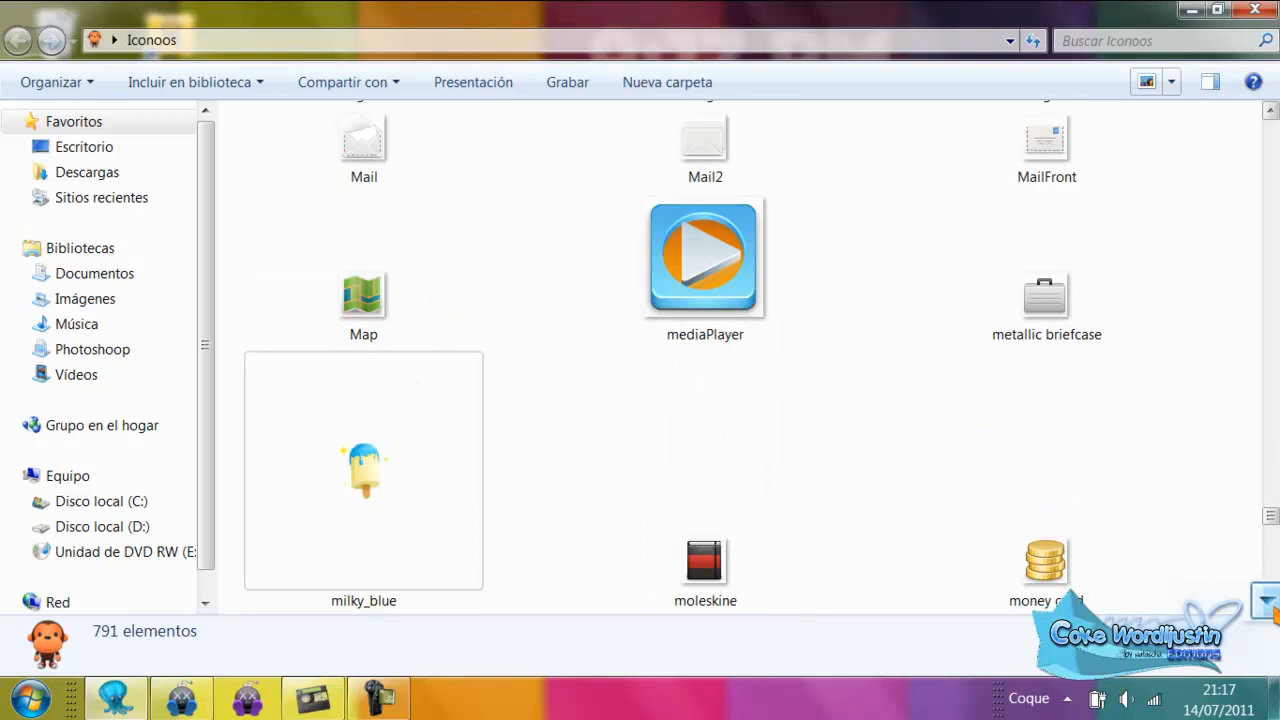 Iconoos
Buscar Iconoos
Organizar
Incluir en biblioteca
Compartir con
Presentación
Grabar
Nueva carpeta
Favoritos
Escritorio
Descargas
Sitios recientes
Bibliotecas
Documentos
Imágenes
Música
Photoshoop
Vídeos
Grupo en el hogar
Equipo
Disco local (C:)
Disco local (D:)
Unidad de DVD RW (E:
Red
Mail
Mail2
MailFront
Map
mediaPlayer
metallic briefcase
milky_blue
moleskine
money
791 elementos
Coke Wordljustin
EDITIONS
Coque
21:17
14/07/2011